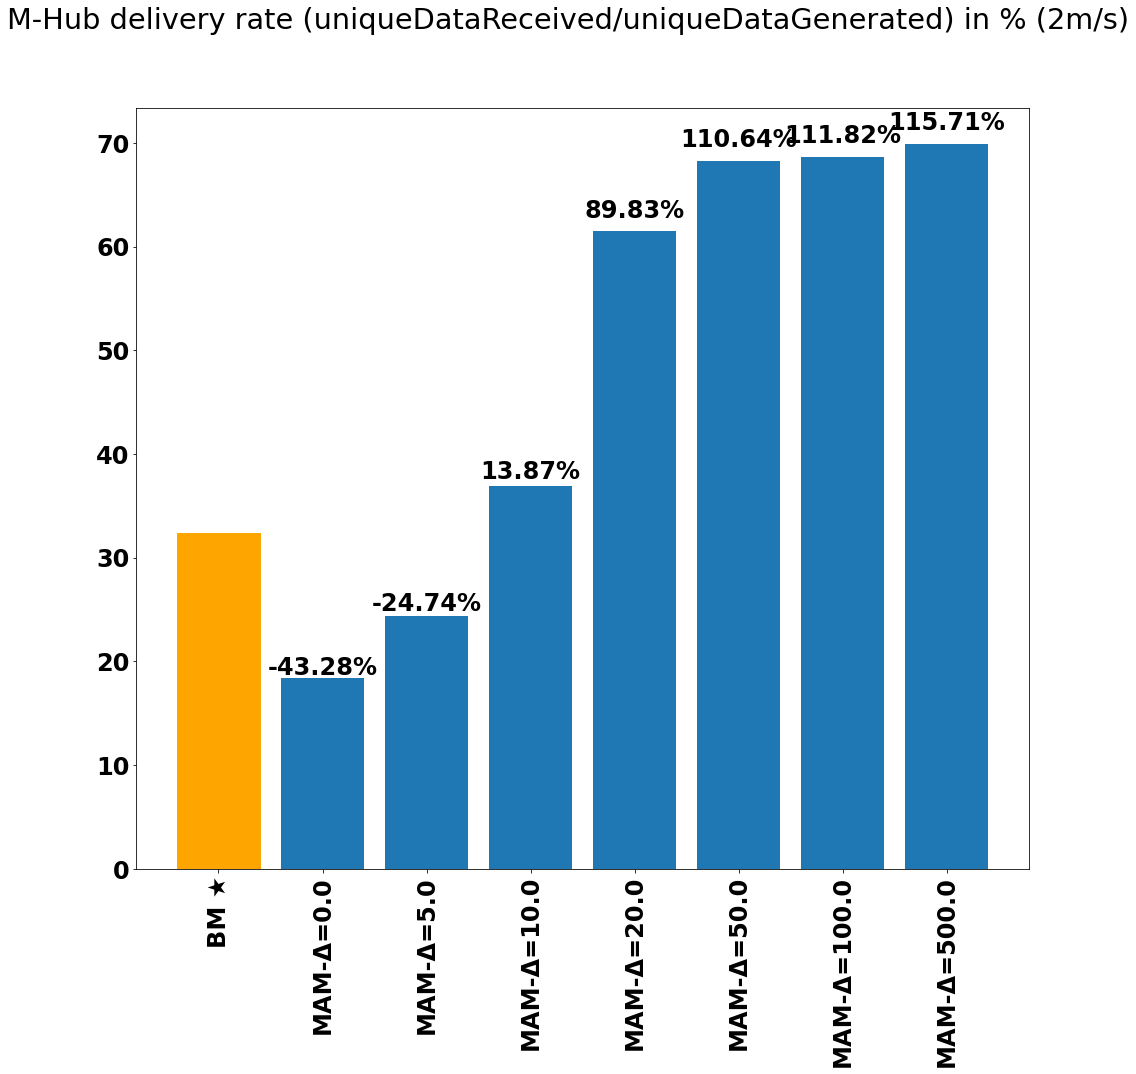 M-Hub delivery rate (uniqueDataReceived/uniqueDataGenerated) in % (2m/s)
70
60
50
40
30
20
10
0
-43.28%
-24.74%
13.87%
89.83%
110.64%
111.82%
115.71%
BM ★
MAM-Δ=0.0
MAM-Δ=5.0
MAM-Δ=10.0
MAM-Δ=20.0
MAM-Δ=50.0
MAM-Δ=100.0
MAM-Δ=500.0